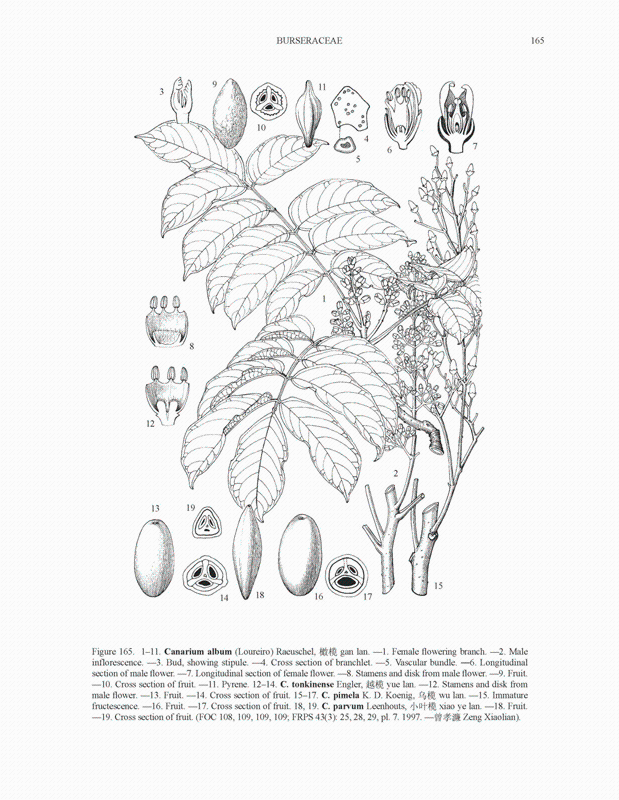 BURSERACEAE 165
3
9
10
11
4
5
6
7
1
8
12
2
13
19
14
18
16
17
15
Figure 165. 1–11. Canarium album (Loureiro) Raeuschel, 橄榄 gan lan. —1. Female flowering branch. —2. Male
inflorescence. —3. Bud, showing stipule. —4. Cross section of branchlet. —5. Vascular bundle. —6. Longitudinal
section of male flower. —7. Longitudinal section of female flower. —8. Stamens and disk from male flower. —9. Fruit.
—10. Cross section of fruit. —11. Pyrene. 12–14. C. tonkinense Engler, 越榄 yue lan. —12. Stamens and disk from
male flower. —13. Fruit. —14. Cross section of fruit. 15–17. C. pimela K. D. Koenig, 乌榄 wu lan. —15. Immature
fructescence. —16. Fruit. —17. Cross section of fruit. 18, 19. C. parvum Leenhouts, 小叶榄 xiao ye lan. —18. Fruit.
—19. Cross section of fruit. (FOC 108, 109, 109, 109; FRPS 43(3): 25, 28, 29, pl. 7. 1997. —曾孝濂 Zeng Xiaolian).